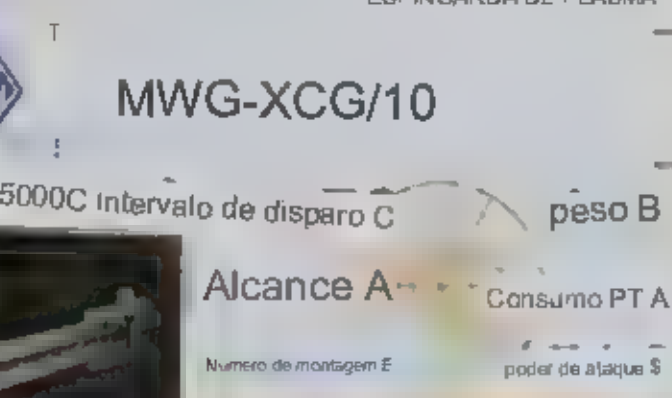 T
MWG-XCG/10
5000C Intervalo de disparo C
peso B
Alcance A
Consumo PT A
Numero de montagem E
poder de ataque S